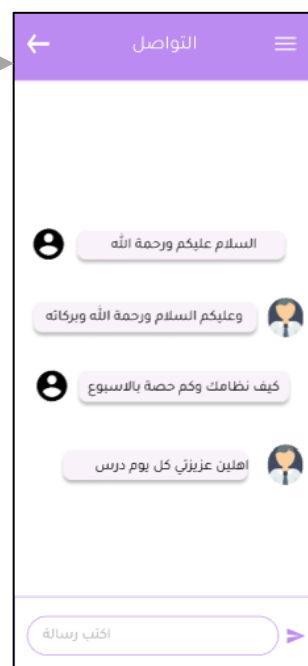 التواصل
السلام عليكم ورحمة الله
وعليكم السلام ورحمة الله وبركاته
كيف نظامك وكم حصة بالاسبوع
اهلين عزيزتي كل يوم درس
اكتب رسالة